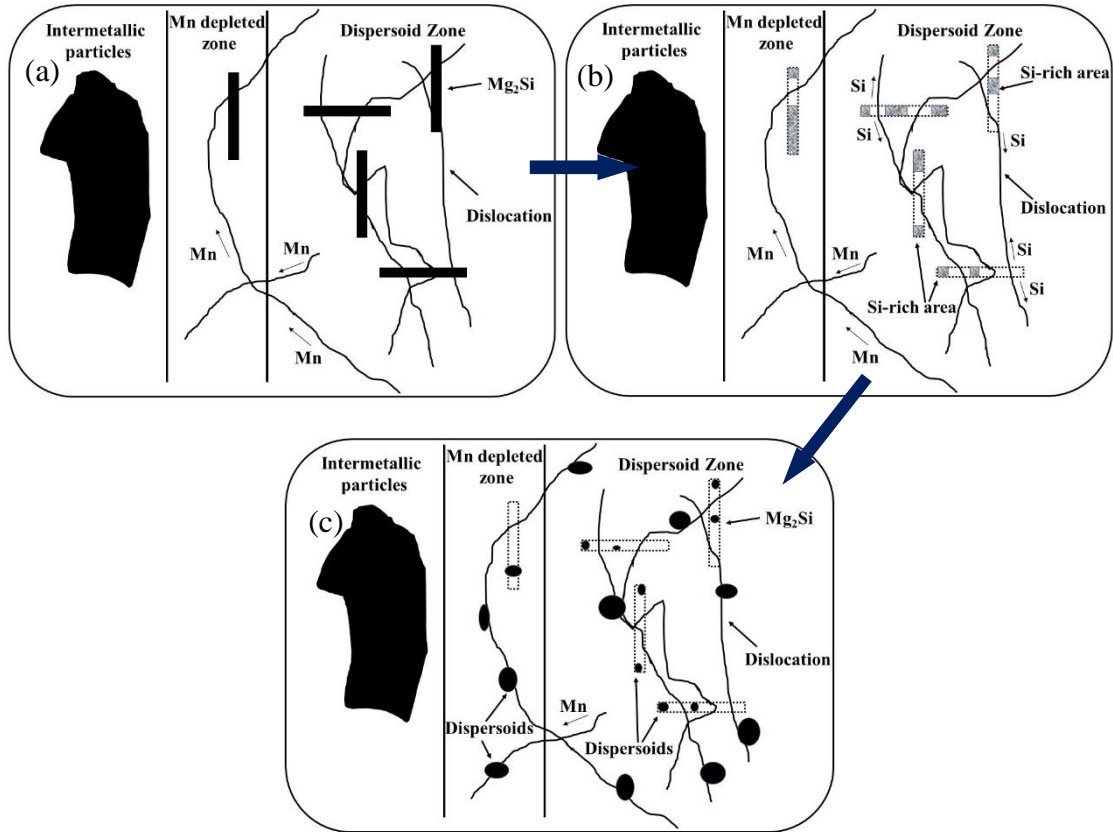 Intermetallic
particles
Mn depleted
zone
Dispersoid Zone
(a)
Mg₂Si
Dislocation
Mn
Mn
Mn
Intermetallic
particles
Mn depleted
zone
Dispersoid Zone
(b)
Si-rich area
Si
Si
Si
Dislocation
Mn
Mn
Si
Si
Si-rich area
Mn
Intermetallic
particles
Mn depleted
zone
Dispersoid Zone
(c)
Mg₂Si
Dislocation
Mn
Dispersoids
Dispersoids